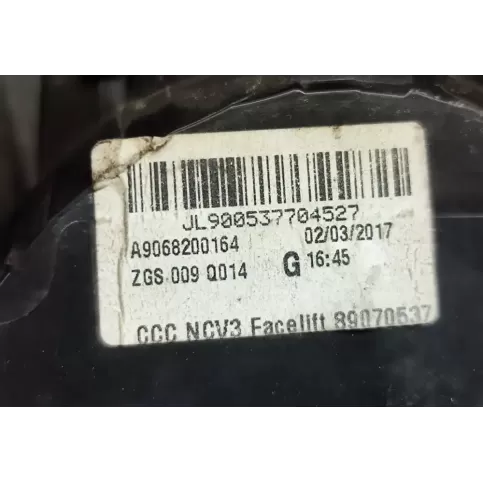 JL900537704527
A9068200164 02/03/2017
ZGS 009 Q014 G 16:45
CCC NCV3 Facelift 89070537